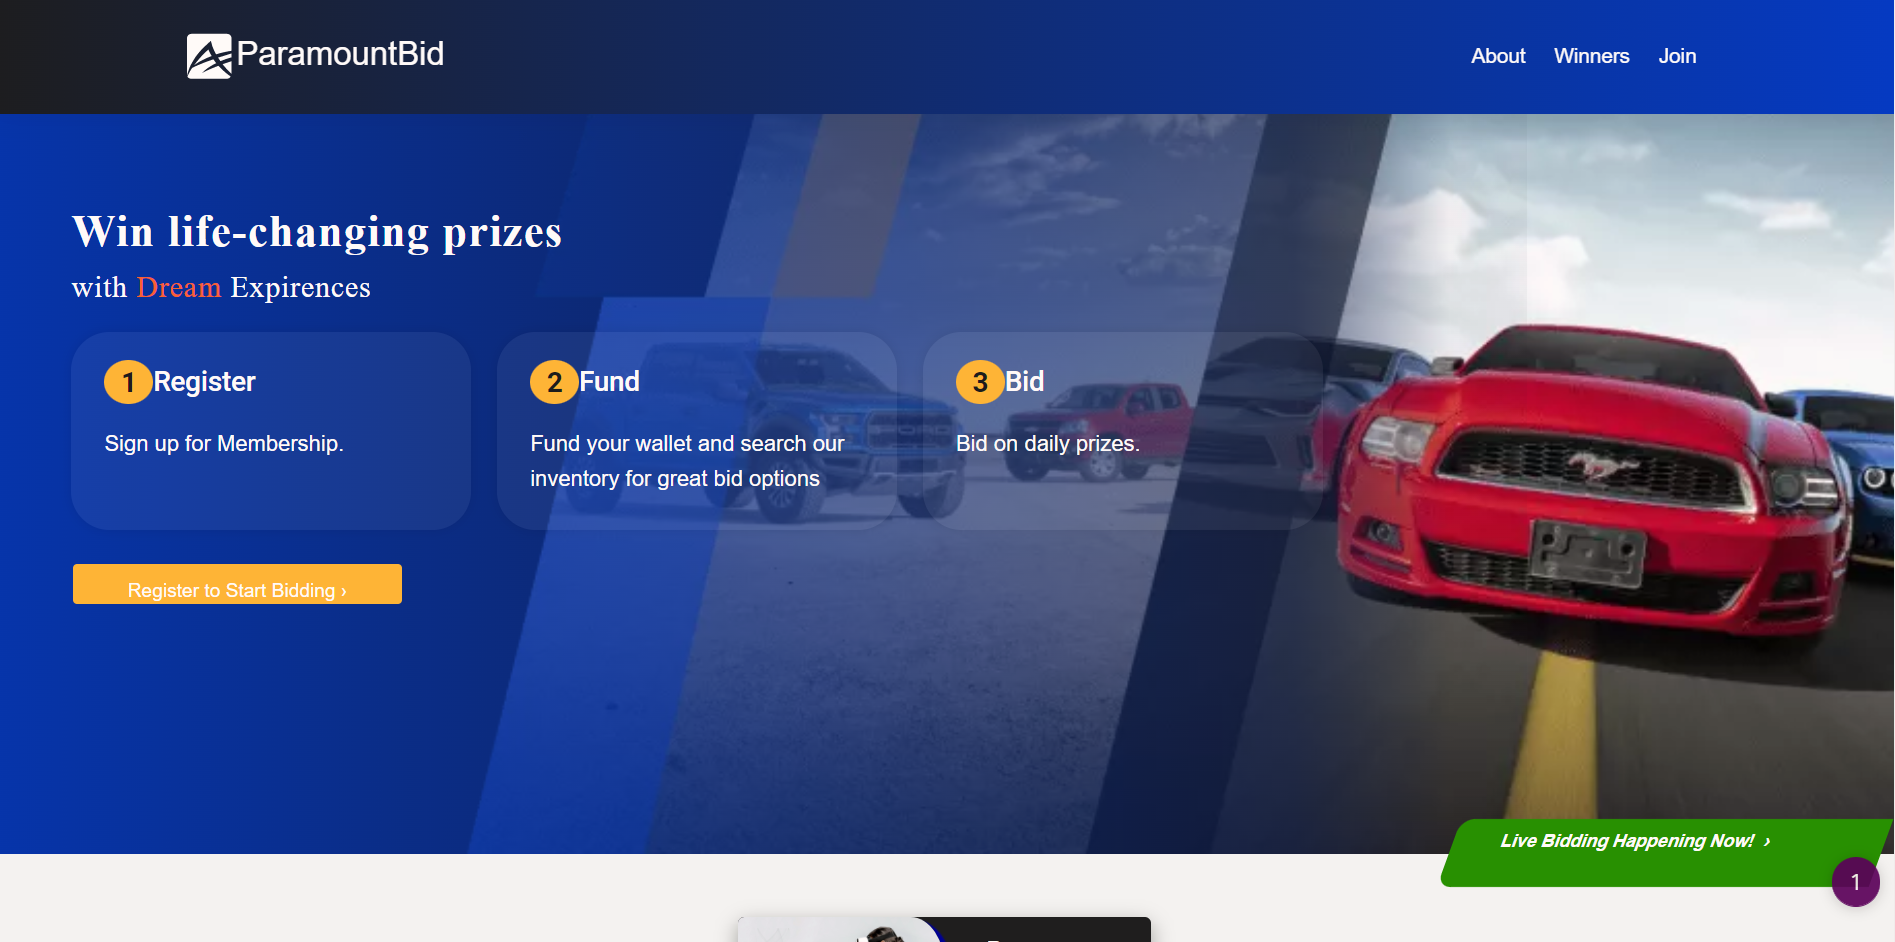 ParamountBid
About Winners Join
Win life-changing prizes
with Dream Expirences
1 Register
Sign up for Membership.
2 Fund
Fund your wallet and search our
inventory for great bid options
3 Bid
Bid on daily prizes.
Register to Start Bidding ›
Live Bidding Happening Now! ›
1